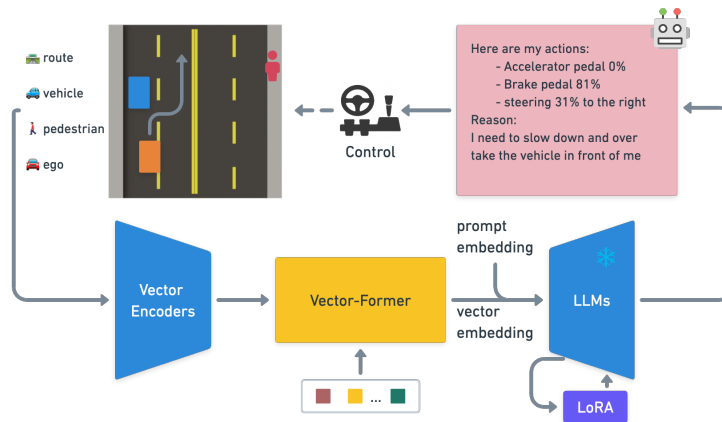 route
vehicle
pedestrian
ego
Control
Here are my actions:
- Accelerator pedal 0%
- Brake pedal 81%
- steering 31% to the right
Reason:
I need to slow down and over
take the vehicle in front of me
Vector
Encoders
Vector-Former
...
prompt
embedding
vector
embedding
LLMs
LoRA